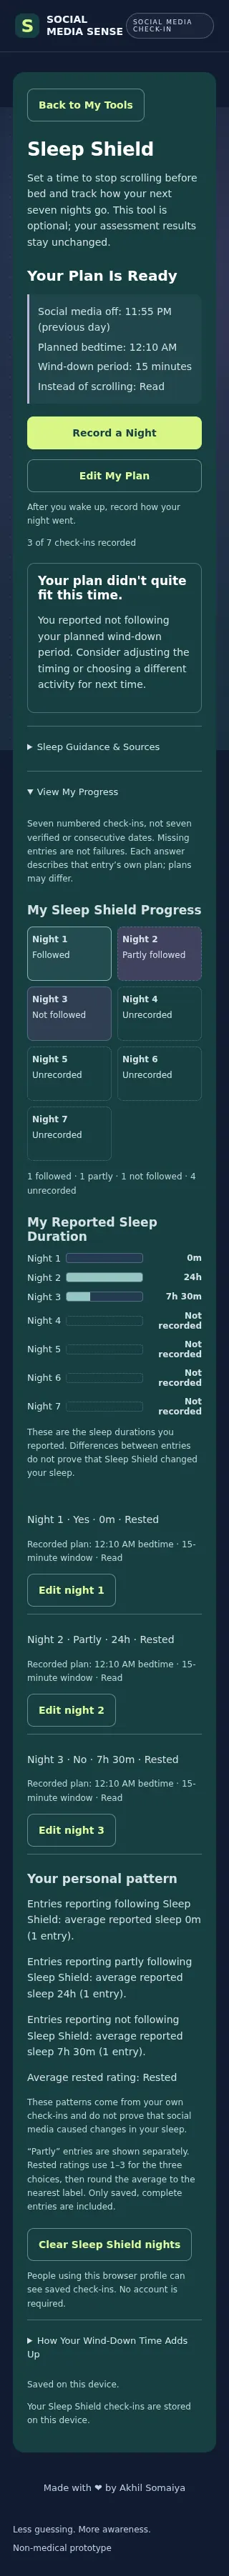 S
SOCIAL
MEDIA SENSE
SOCIAL MEDIA
CHECK-IN
Back to My Tools
Sleep Shield
Set a time to stop scrolling before
bed and track how your next
seven nights go. This tool is
optional; your assessment results
stay unchanged.
Your Plan Is Ready
Social media off: 11:55 PM
(previous day)
Planned bedtime: 12:10 AM
Wind-down period: 15 minutes
Instead of scrolling: Read
Record a Night
Edit My Plan
After you wake up, record how your
night went.
3 of 7 check-ins recorded
Your plan didn't quite
fit this time.
You reported not following
your planned wind-down
period. Consider adjusting the
timing or choosing a different
activity for next time.
▶ Sleep Guidance & Sources
▼ View My Progress
Seven numbered check-ins, not seven
verified or consecutive dates. Missing
entries are not failures. Each answer
describes that entry’s own plan; plans
may differ.
My Sleep Shield Progress
Night 1
Followed
Night 2
Partly followed
Night 3
Not followed
Night 4
Unrecorded
Night 5
Unrecorded
Night 6
Unrecorded
Night 7
Unrecorded
1 followed · 1 partly · 1 not followed · 4
unrecorded
My Reported Sleep
Duration
Night 1 0m
Night 2 24h
Night 3 7h 30m
Night 4 Not
recorded
Night 5 Not
recorded
Night 6 Not
recorded
Night 7 Not
recorded
These are the sleep durations you
reported. Differences between entries
do not prove that Sleep Shield changed
your sleep.
Night 1 · Yes · 0m · Rested
Recorded plan: 12:10 AM bedtime · 15-
minute window · Read
Edit night 1
Night 2 · Partly · 24h · Rested
Recorded plan: 12:10 AM bedtime · 15-
minute window · Read
Edit night 2
Night 3 · No · 7h 30m · Rested
Recorded plan: 12:10 AM bedtime · 15-
minute window · Read
Edit night 3
Your personal pattern
Entries reporting following Sleep
Shield: average reported sleep 0m
(1 entry).
Entries reporting partly following
Sleep Shield: average reported
sleep 24h (1 entry).
Entries reporting not following
Sleep Shield: average reported
sleep 7h 30m (1 entry).
Average rested rating: Rested
These patterns come from your own
check-ins and do not prove that social
media caused changes in your sleep.
“Partly” entries are shown separately.
Rested ratings use 1–3 for the three
choices, then round the average to the
nearest label. Only saved, complete
entries are included.
Clear Sleep Shield nights
People using this browser profile can
see saved check-ins. No account is
required.
▶ How Your Wind-Down Time Adds
Up
Saved on this device.
Your Sleep Shield check-ins are stored
on this device.
Made with ❤ by Akhil Somaiya
Less guessing. More awareness.
Non-medical prototype